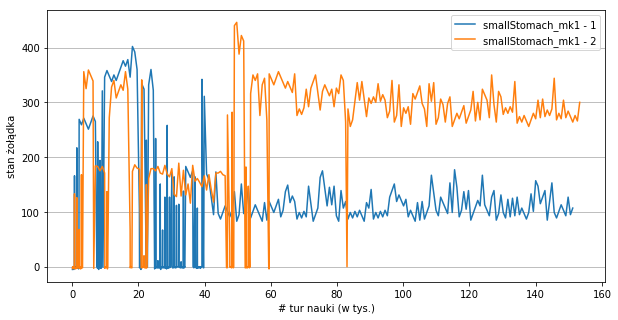 smallStomach_mk1 - 1
smallStomach_mk1 - 2
400
300
200
100
0
stan żołądka
0 20 40 60 80 100 120 140 160
# tur nauki (w tys.)